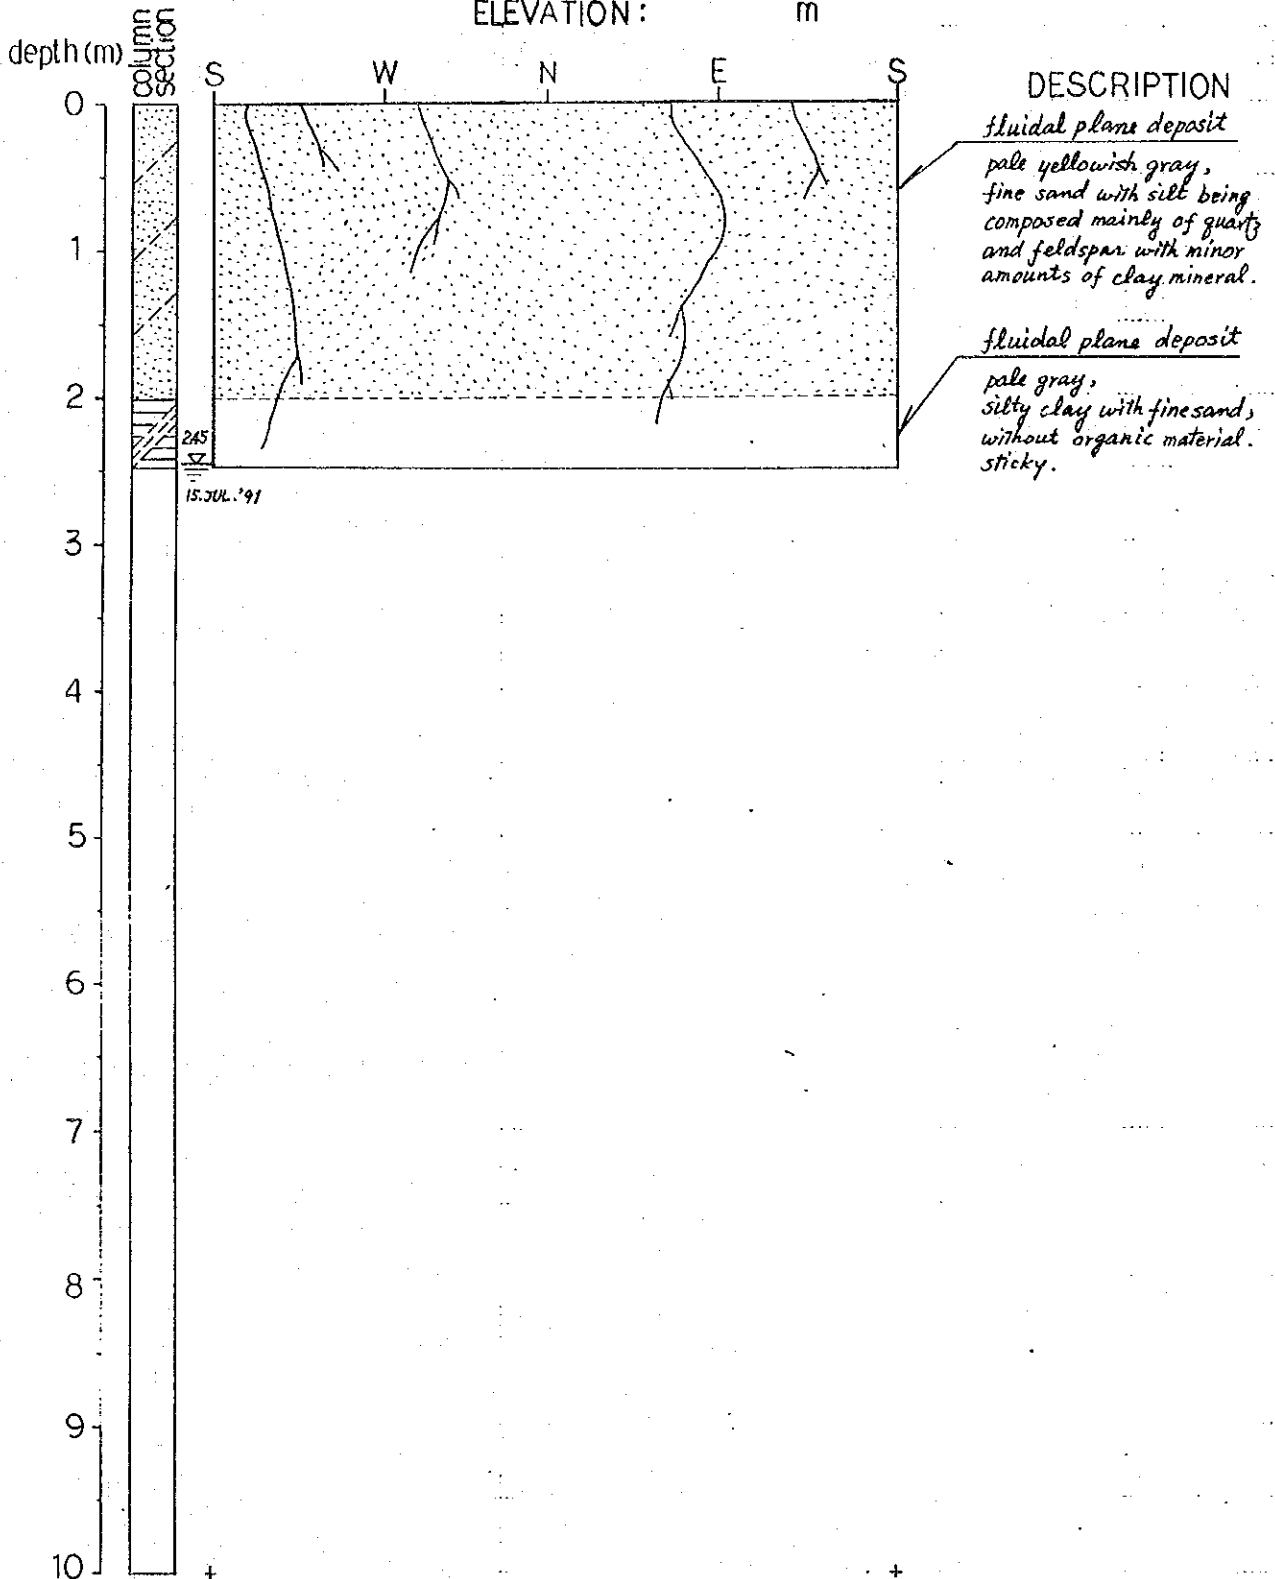 ELEVATION: m
depth (m)
column
section
S W N E S
DESCRIPTION
0
fluidal plane deposit
pale yellowish gray,
fine sand with silt being
composed mainly of quartz
and feldspar with minor
amounts of clay mineral.
1
fluidal plane deposit
pale gray,
silty clay with fine sand,
without organic material.
sticky.
2
245
15.JUL.'91
3
4
5
6
7
8
9
10